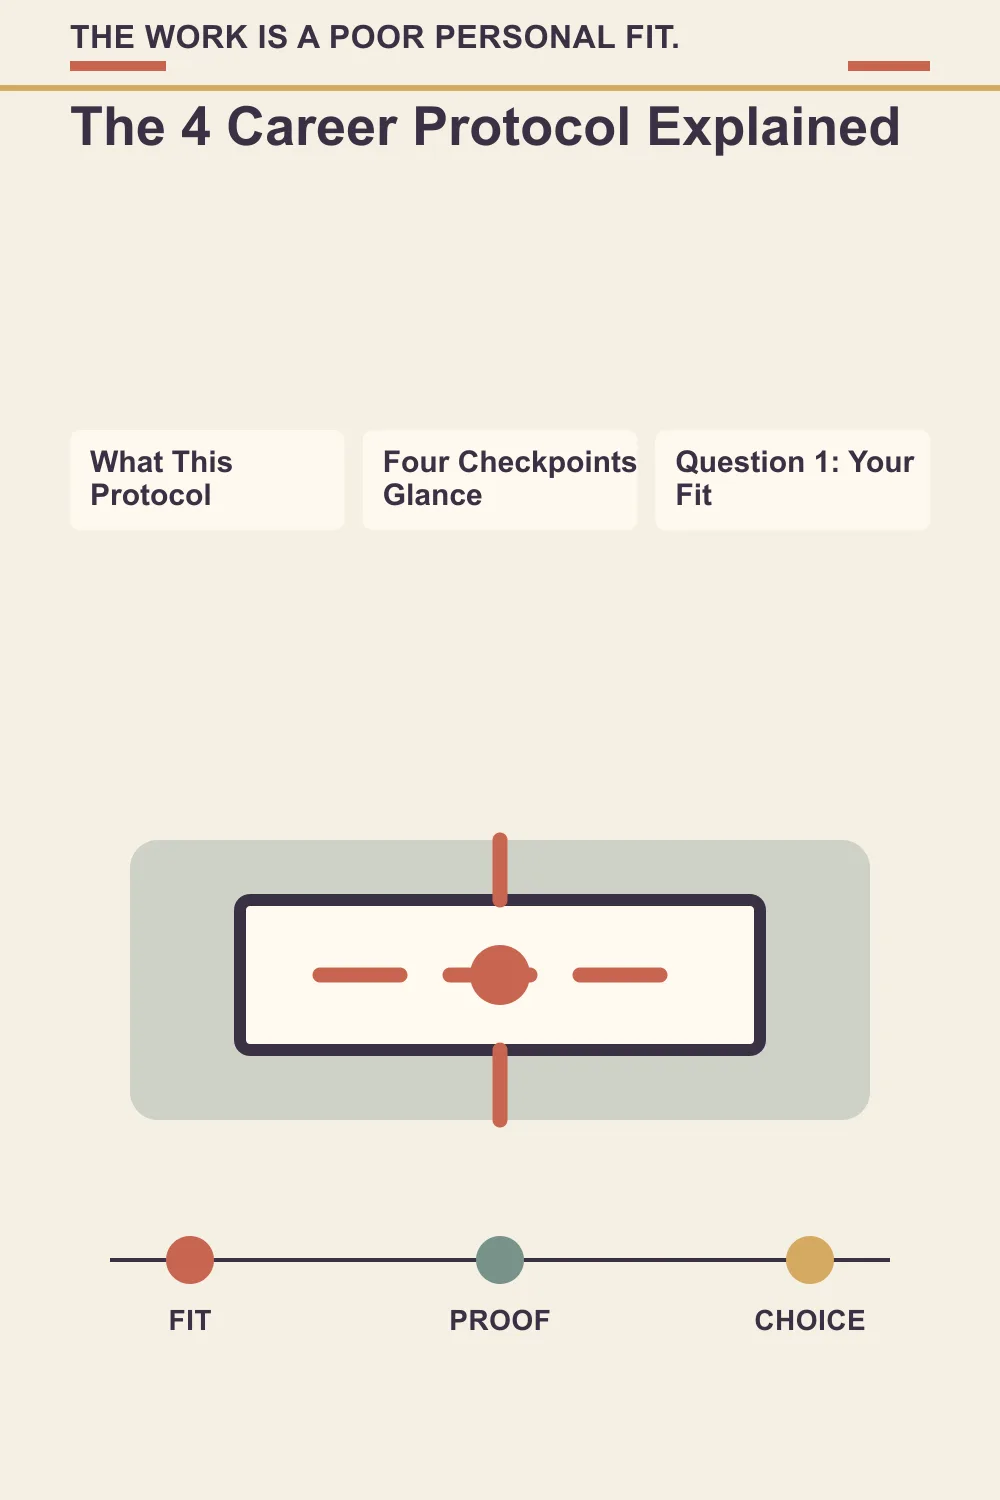 THE WORK IS A POOR PERSONAL FIT.
The 4 Career Protocol Explained
What This
Protocol
Four Checkpoints
Glance
Question 1: Your
Fit
FIT
PROOF
CHOICE